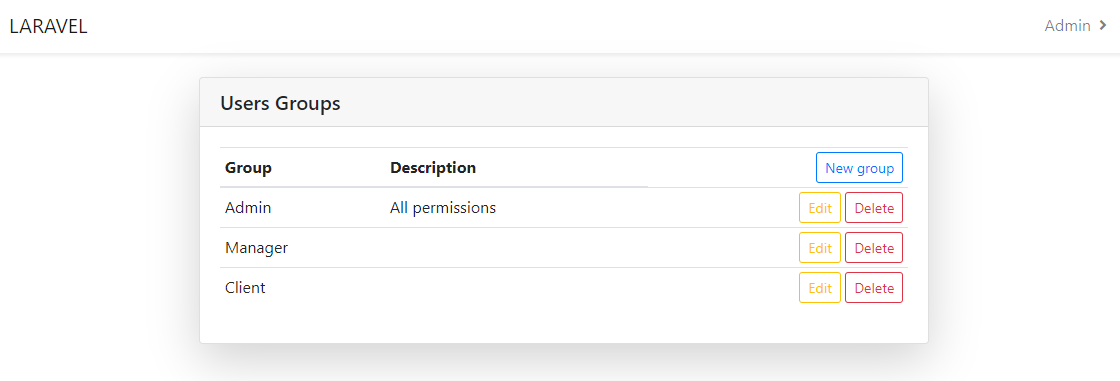 LARAVEL Admin
Users Groups
Group Description New group
Admin All permissions Edit Delete
Manager Edit Delete
Client Edit Delete